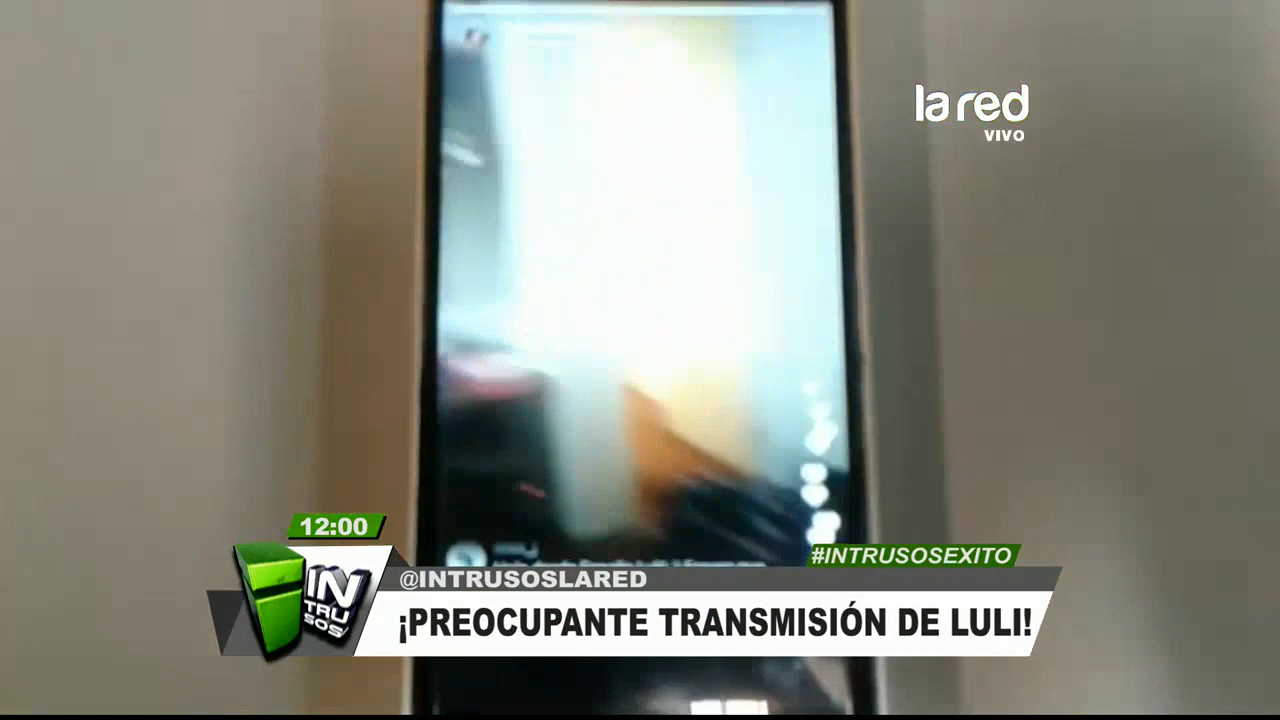 la red
VIVO
12:00
#INTRUSOSEXITO
IN
TRU
SOS
@INTRUSOSLARED
¡PREOCUPANTE TRANSMISIÓN DE LULI!